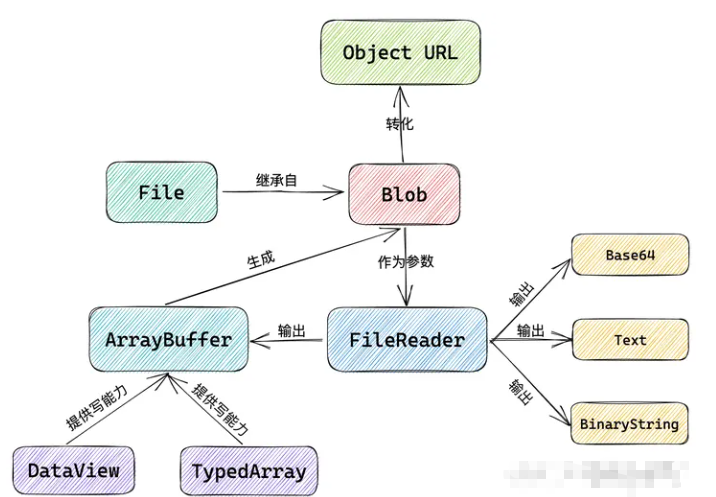 Object URL
转化
File
继承自
Blob
生成
作为参数
Base64
输出
ArrayBuffer
输出
FileReader
输出
Text
提供写能力
提供写能力
输出
BinaryString
DataView
TypedArray